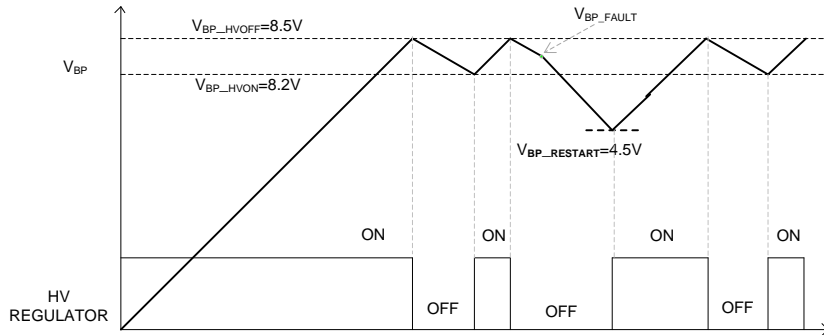 V_BP_HVOFF=8.5V
V_BP_FAULT
V_BP
V_BP_HVON=8.2V
V_BP_RESTART=4.5V
ON
ON
ON
HV
REGULATOR
OFF
OFF
OFF